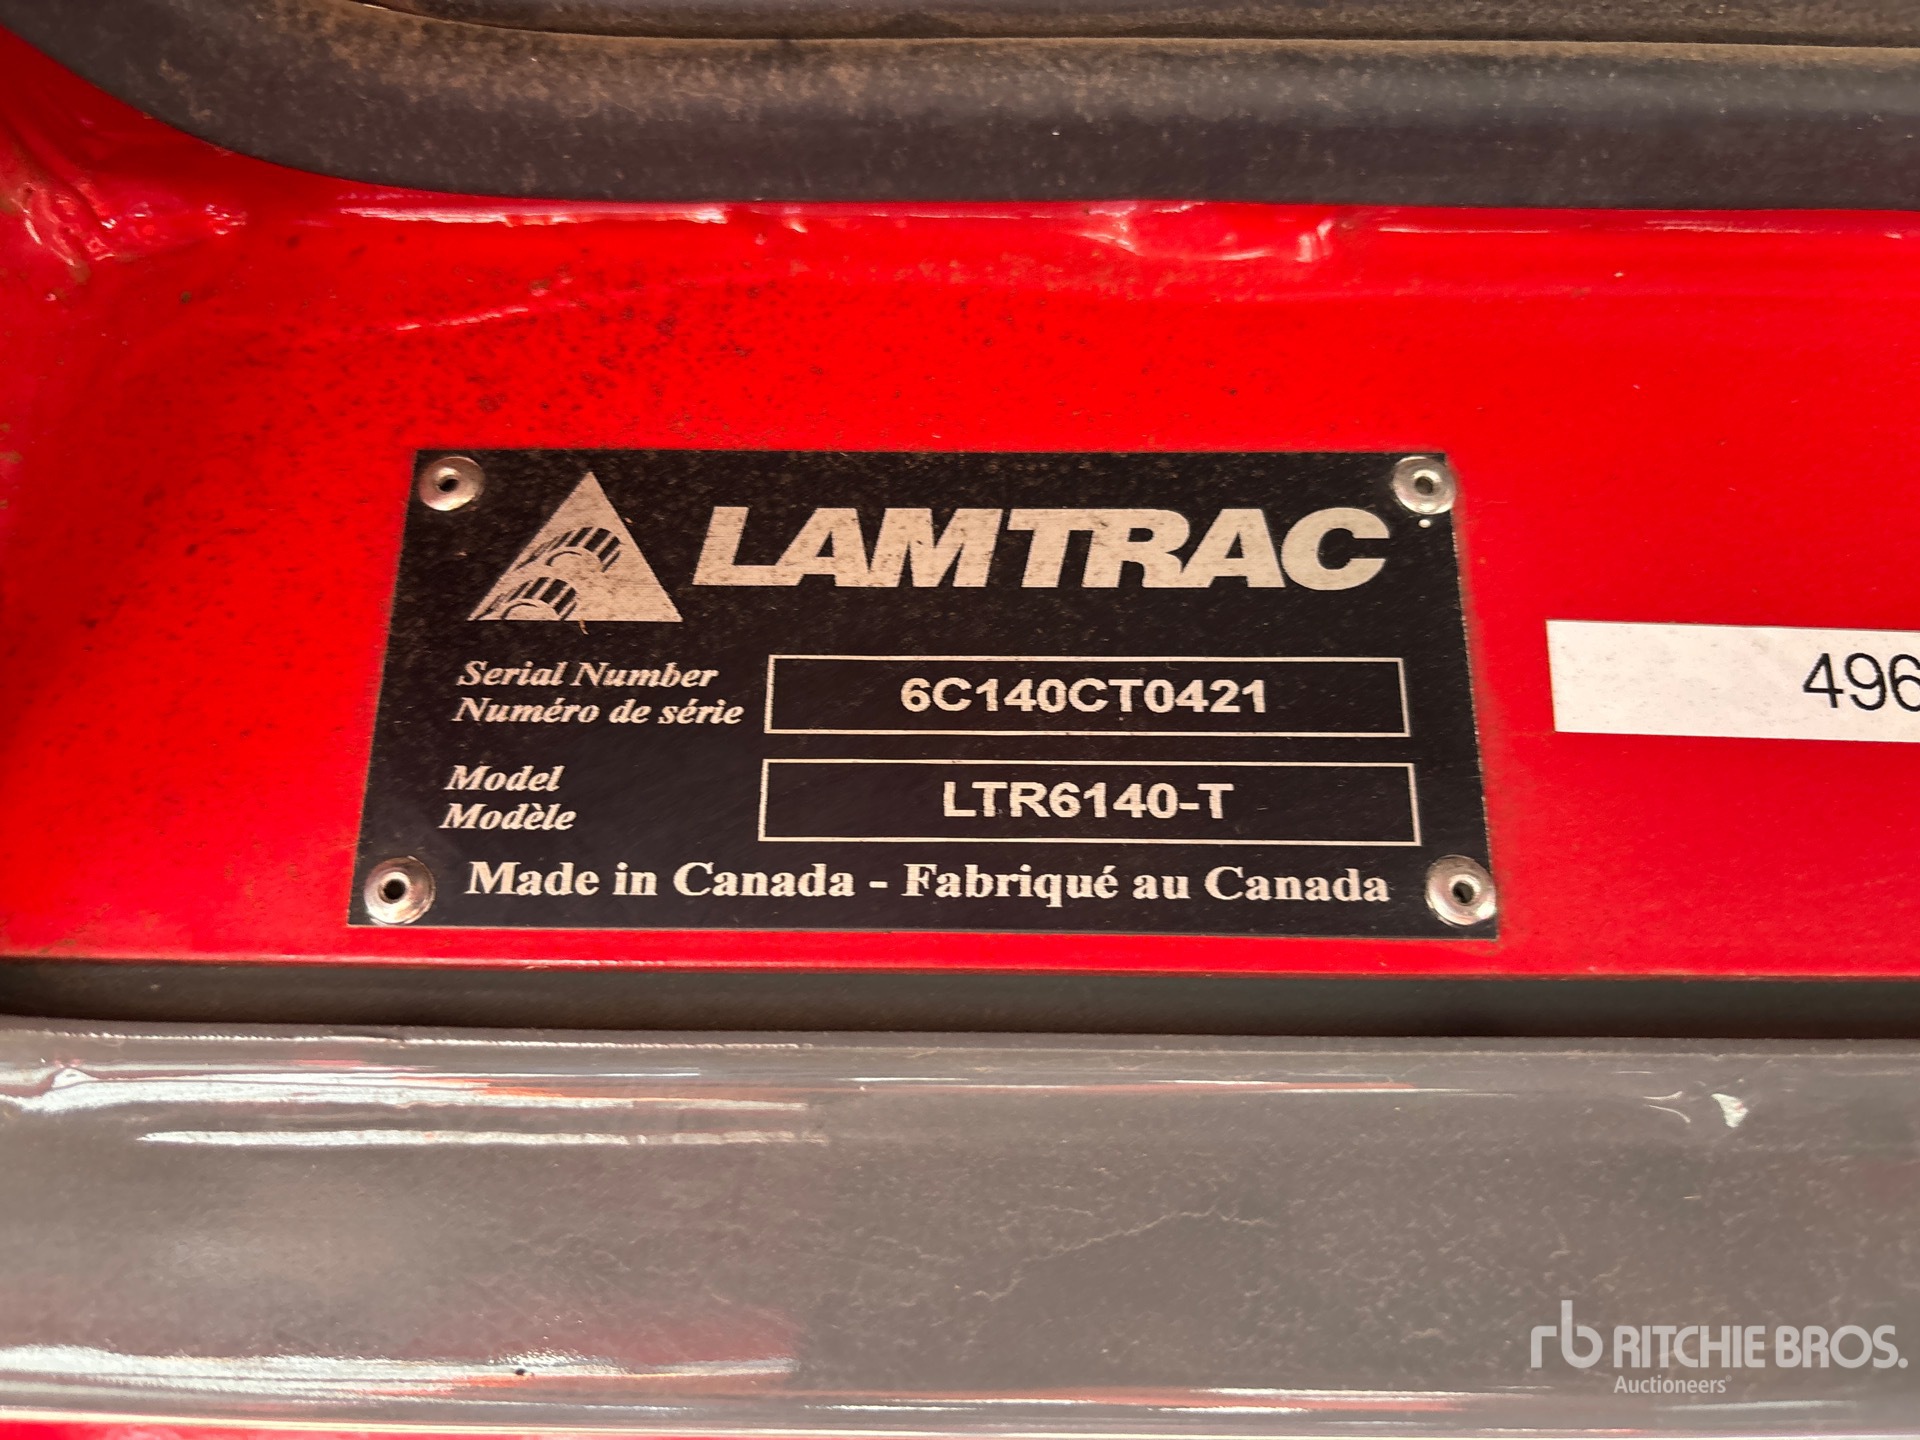 LAMTRAC
Serial Number
Numéro de série
6C140CT0421
Model
Modèle
LTR6140-T
Made in Canada - Fabriqué au Canada
496
rb RITCHIE BROS.
Auctioneers